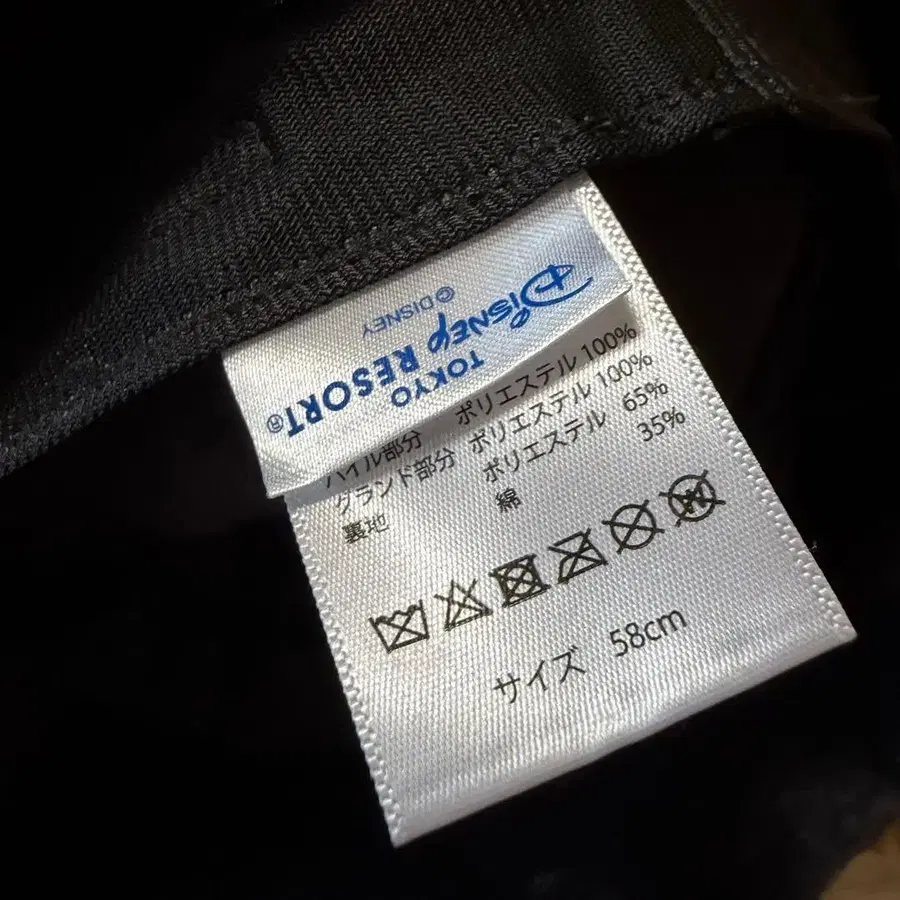 Disney
TOKYO
RESORT®
© DISNEY
パイル部分 ポリエステル 100%
グランド部分 ポリエステル 100%
裏地 ポリエステル 65%
綿 35%
サイズ 58cm